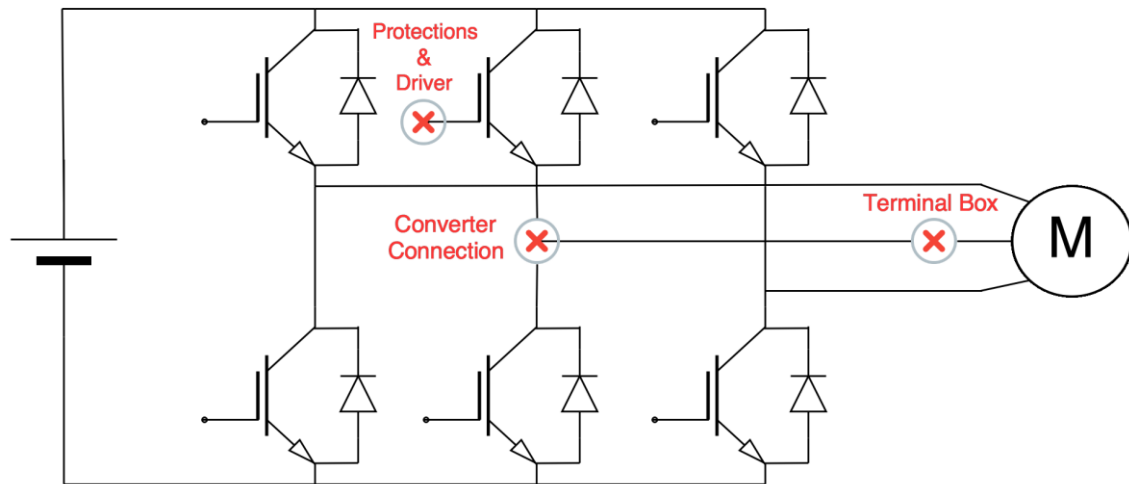 Protections
&
Driver
Converter
Connection
Terminal Box
M